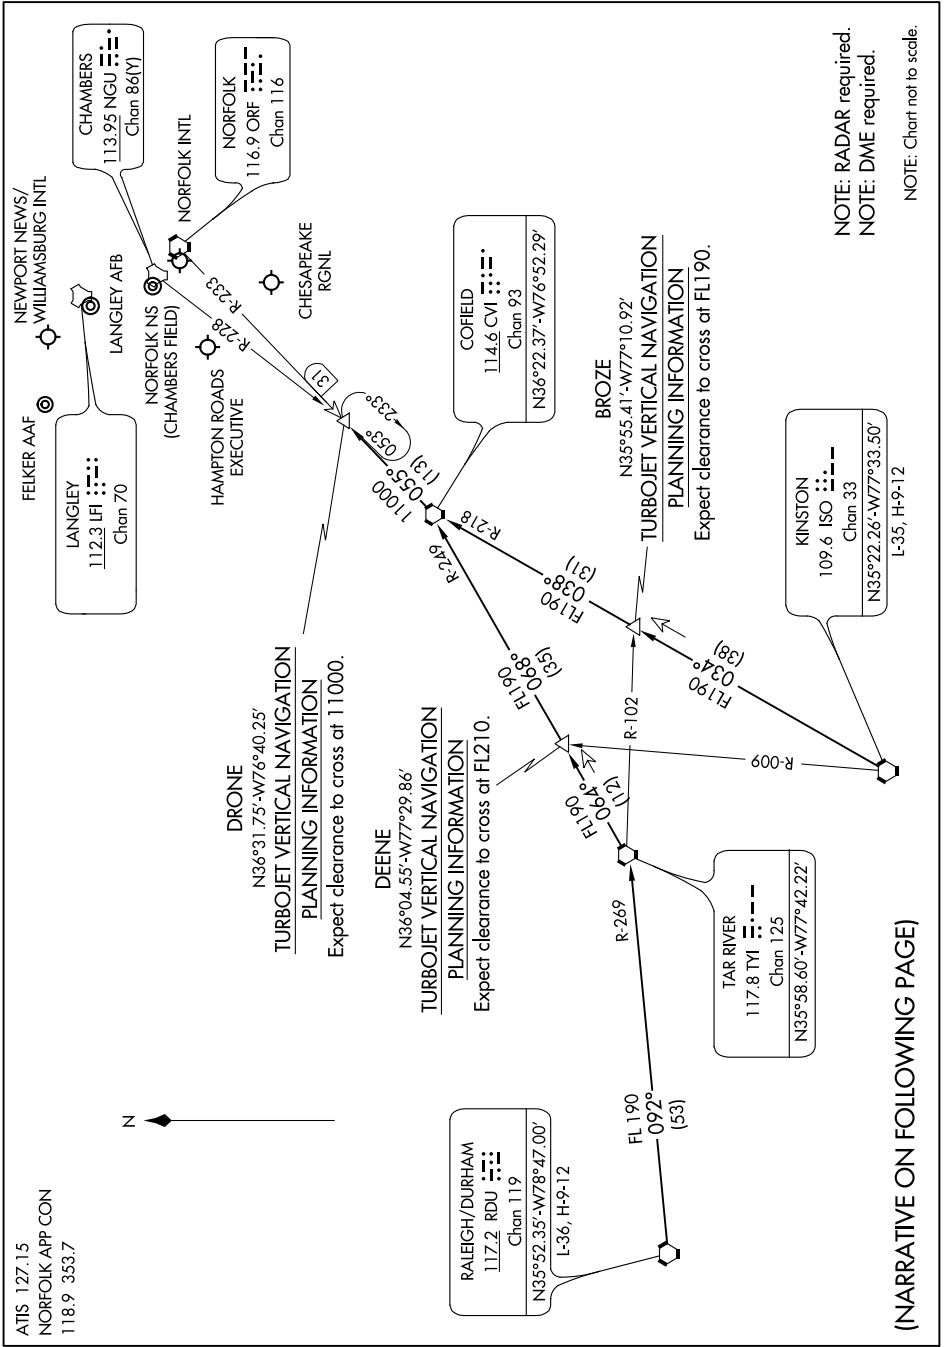 ATIS 127.15
NORFOLK APP CON
118.9 353.7
N
RALEIGH/DURHAM
117.2 RDU
Chan 119
N35°52.35'-W78°47.00'
L-36, H-9-12
FL 190
092°
(53)
R-269
TAR RIVER
117.8 TYI
Chan 125
N35°58.60'-W77°42.22'
FL190
064°
(12)
R-102
R-009
DEENE
N36°04.55'-W77°29.86'
TURBOJET VERTICAL NAVIGATION
PLANNING INFORMATION
Expect clearance to cross at FL210.
DRONE
N36°31.75'-W76°40.25'
TURBOJET VERTICAL NAVIGATION
PLANNING INFORMATION
Expect clearance to cross at 11000.
FL190
068°
(35)
R-249
FL190
034°
(38)
FL190
038°
(31)
R-218
KINSTON
109.6 ISO
Chan 33
N35°22.26'-W77°33.50'
L-35, H-9-12
BROZE
N35°55.41'-W77°10.92'
TURBOJET VERTICAL NAVIGATION
PLANNING INFORMATION
Expect clearance to cross at FL190.
COFIELD
114.6 CVI
Chan 93
N36°22.37'-W76°52.29'
11000
055°
(13)
053°
233°
31
R-228
R-233
LANGLEY
112.3 LFI
Chan 70
FELKER AAF
NEWPORT NEWS/
WILLIAMSBURG INTL
LANGLEY AFB
NORFOLK NS
(CHAMBERS FIELD)
HAMPTON ROADS
EXECUTIVE
CHESAPEAKE
RGNL
NORFOLK INTL
CHAMBERS
113.95 NGU
Chan 86(Y)
NORFOLK
116.9 ORF
Chan 116
NOTE: RADAR required.
NOTE: DME required.
NOTE: Chart not to scale.
(NARRATIVE ON FOLLOWING PAGE)